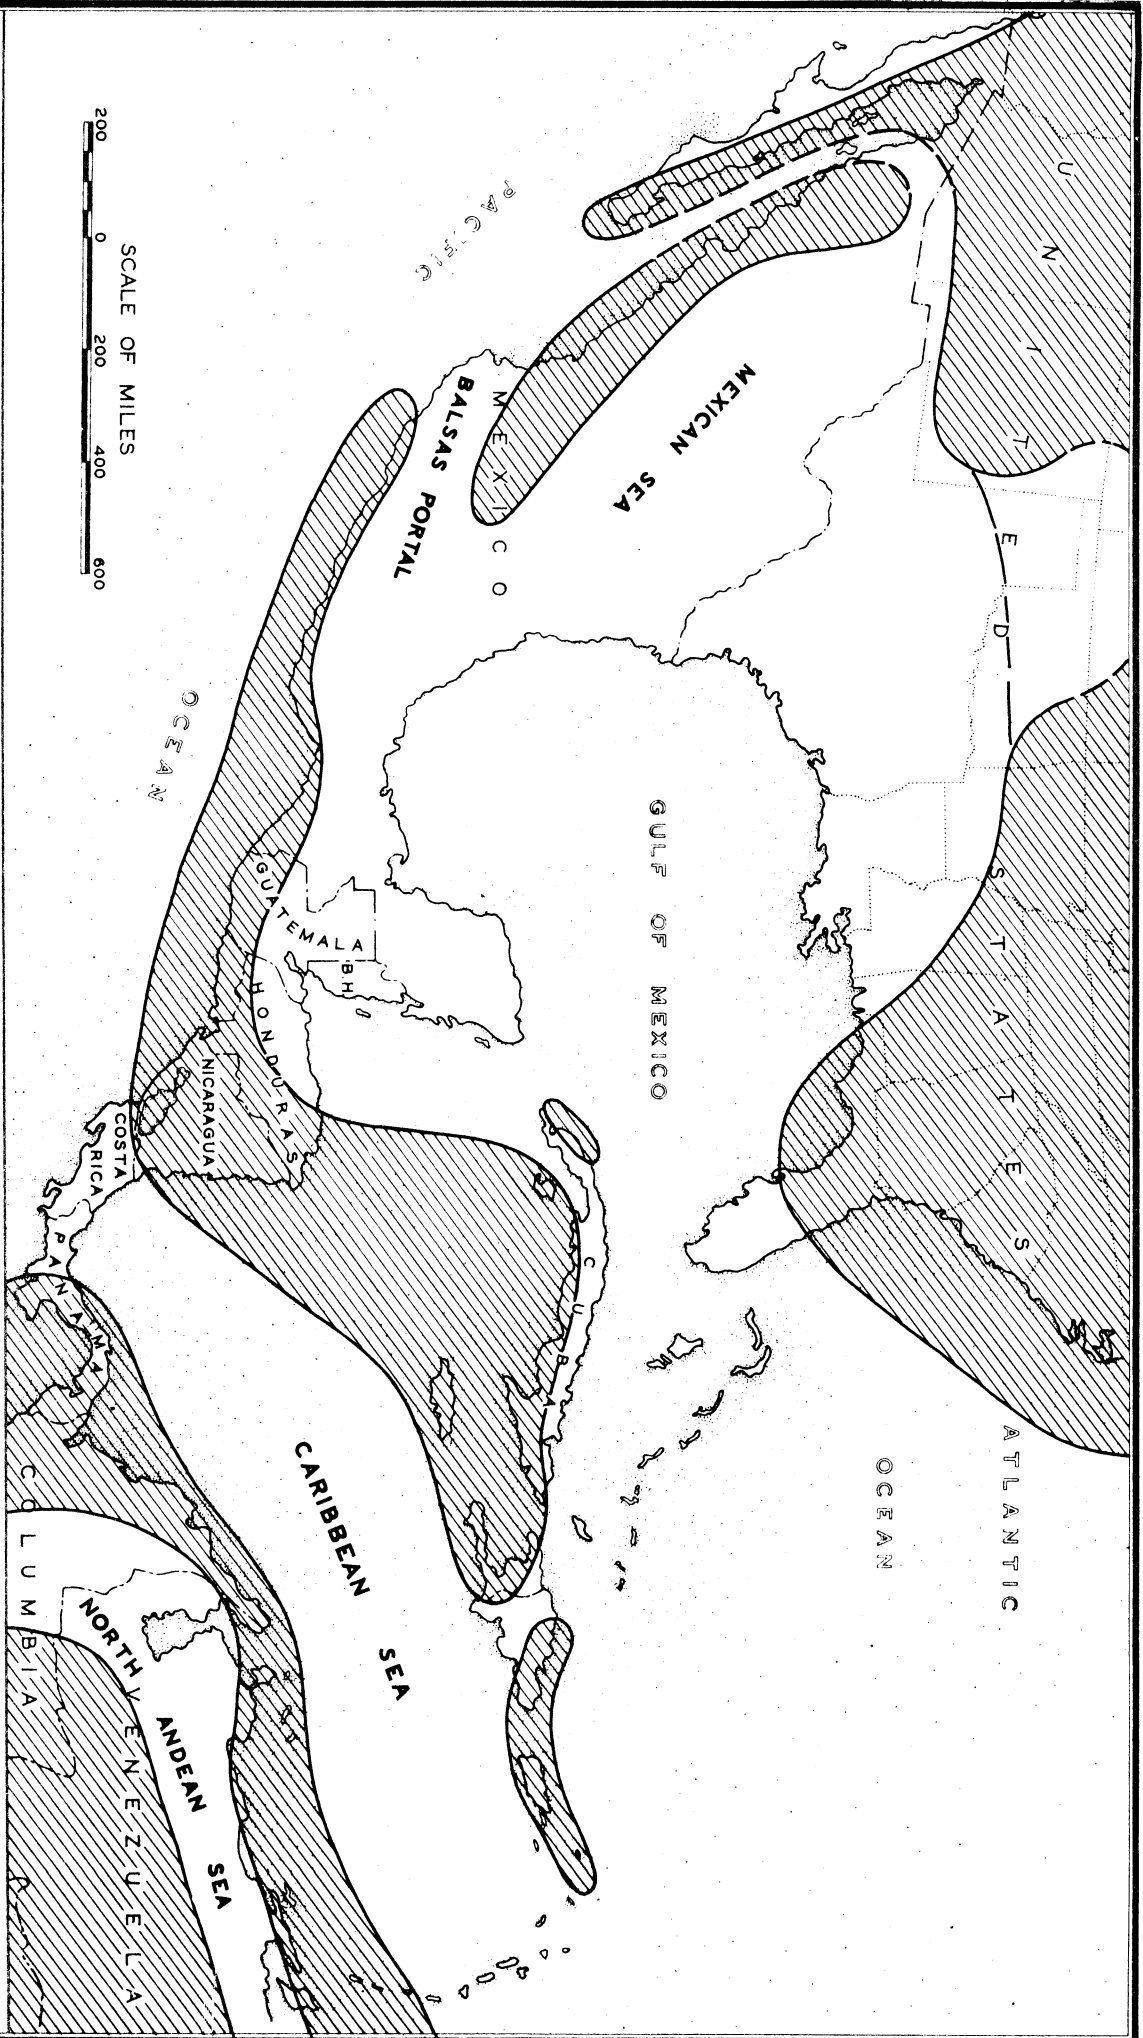 UNITED STATES
MEXICAN SEA
MEXICO
BALSAS PORTAL
PACIFIC
OCEAN
GULF OF MEXICO
ATLANTIC
OCEAN
CUBA
GUATEMALA
BH
HONDURAS
NICARAGUA
COSTA
RICA
PANAMA
CARIBBEAN SEA
COLUMBIA
VENEZUELA
NORTH ANDEAN SEA
SCALE OF MILES
200 0 200 400 600